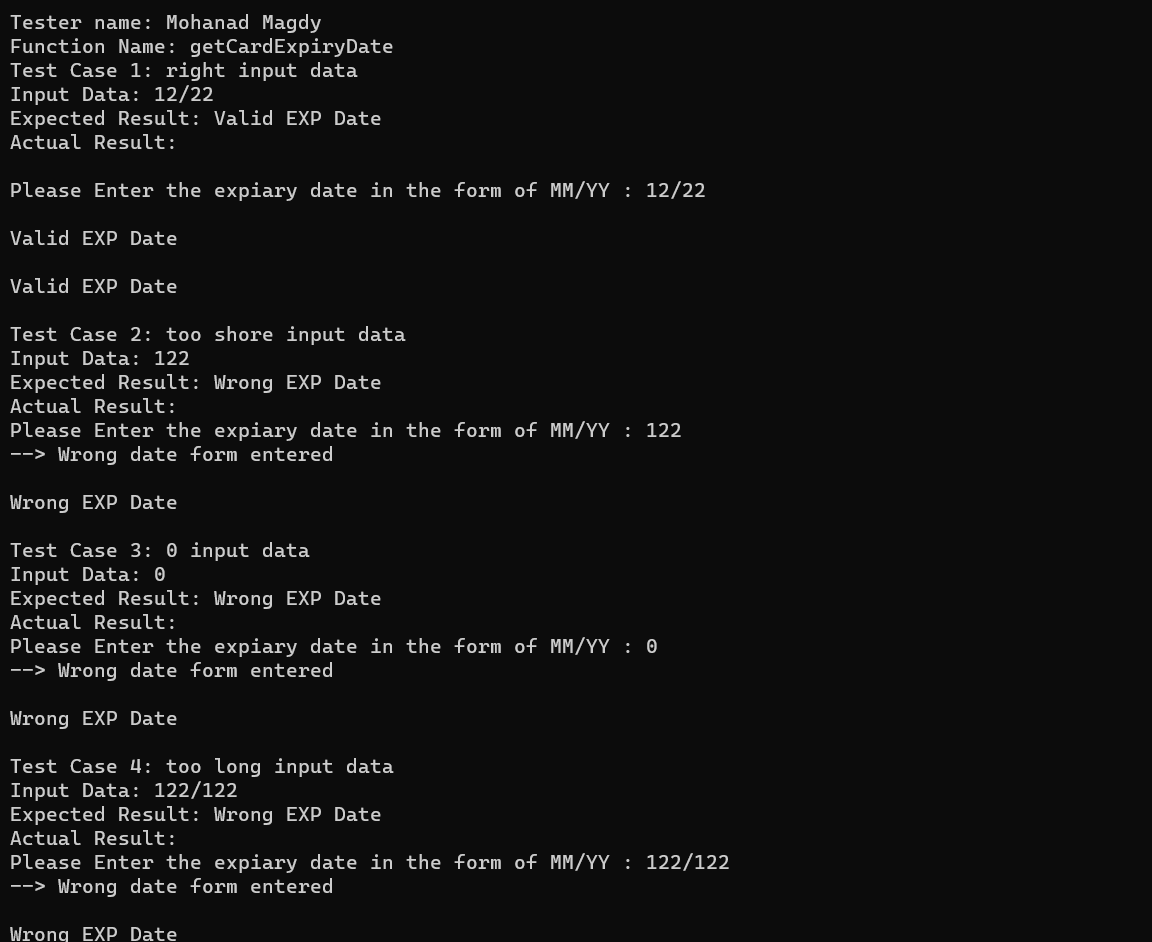 Tester name: Mohanad Magdy
Function Name: getCardExpiryDate
Test Case 1: right input data
Input Data: 12/22
Expected Result: Valid EXP Date
Actual Result:
Please Enter the expiary date in the form of MM/YY : 12/22
Valid EXP Date
Valid EXP Date
Test Case 2: too shore input data
Input Data: 122
Expected Result: Wrong EXP Date
Actual Result:
Please Enter the expiary date in the form of MM/YY : 122
--> Wrong date form entered
Wrong EXP Date
Test Case 3: 0 input data
Input Data: 0
Expected Result: Wrong EXP Date
Actual Result:
Please Enter the expiary date in the form of MM/YY : 0
--> Wrong date form entered
Wrong EXP Date
Test Case 4: too long input data
Input Data: 122/122
Expected Result: Wrong EXP Date
Actual Result:
Please Enter the expiary date in the form of MM/YY : 122/122
--> Wrong date form entered
Wrong EXP Date